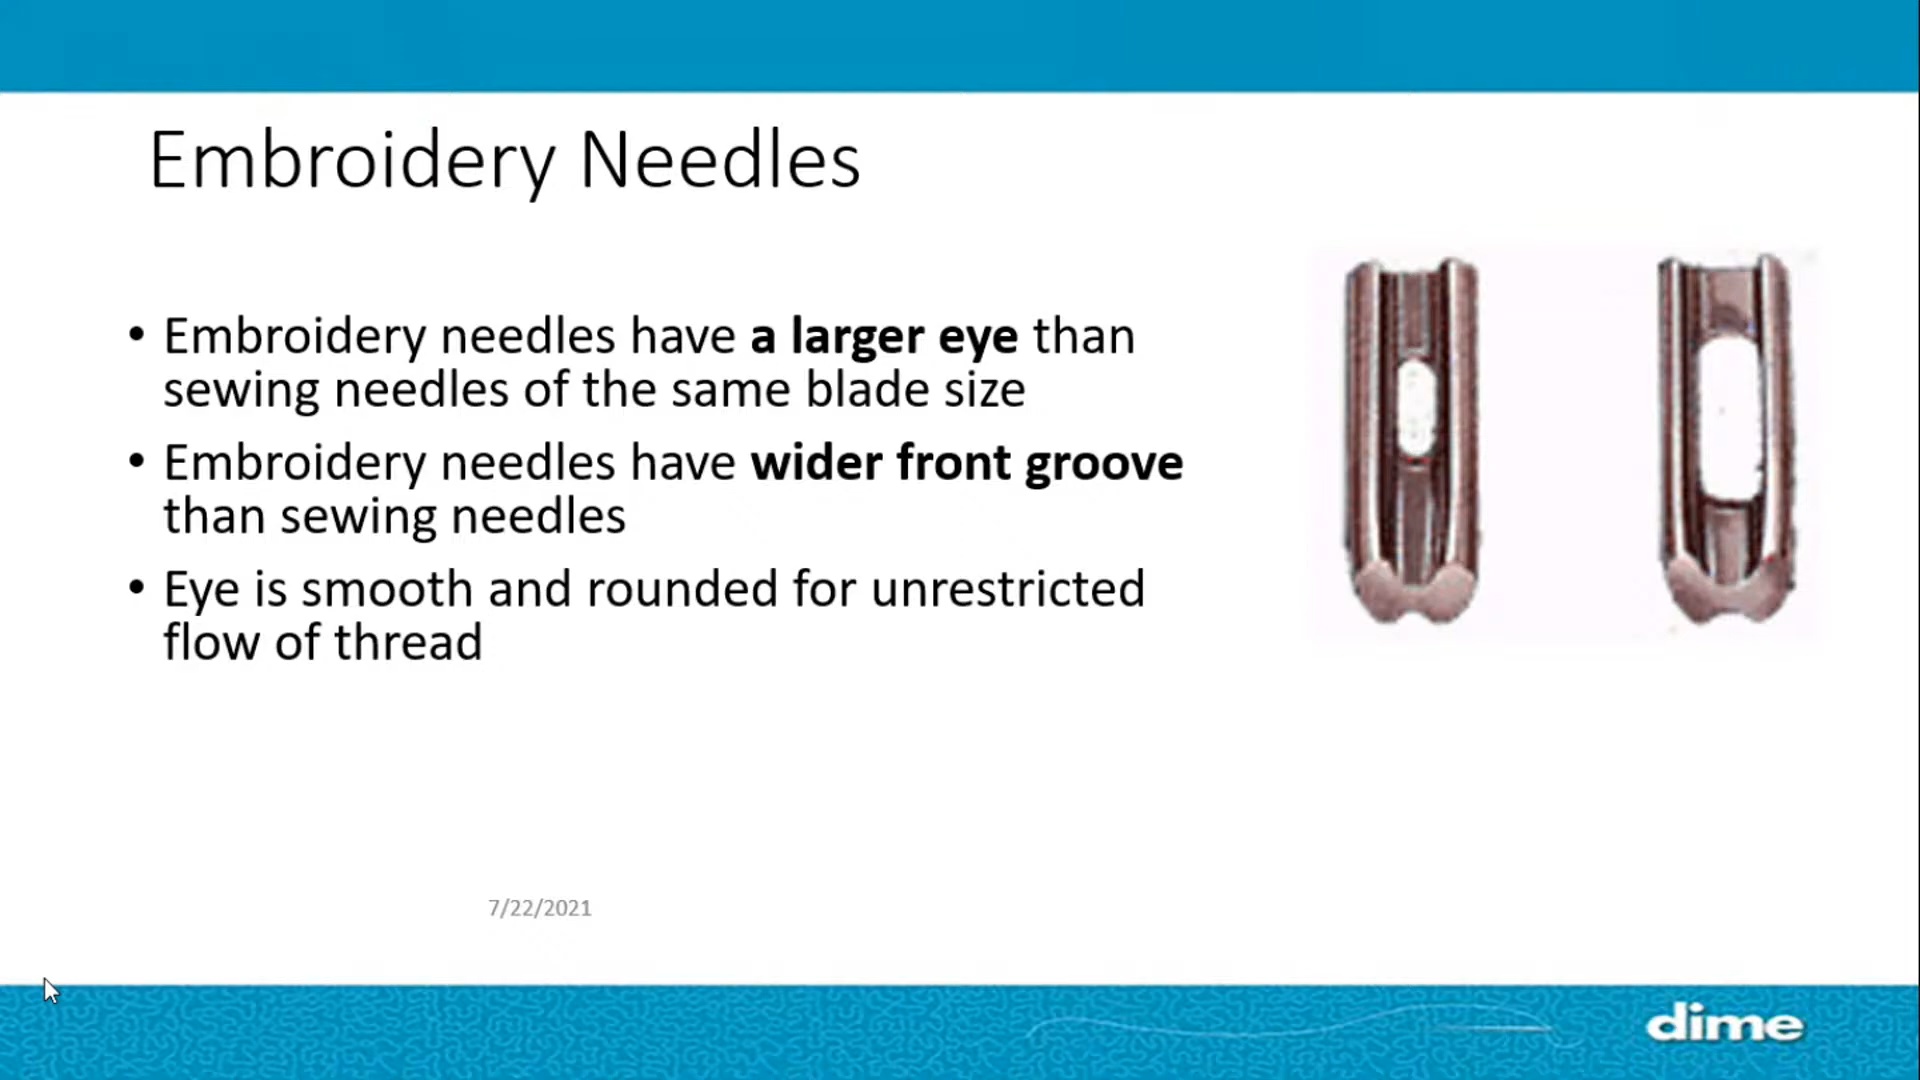 Embroidery Needles
• Embroidery needles have a larger eye than
sewing needles of the same blade size
• Embroidery needles have wider front groove
than sewing needles
• Eye is smooth and rounded for unrestricted
flow of thread
7/22/2021
dime